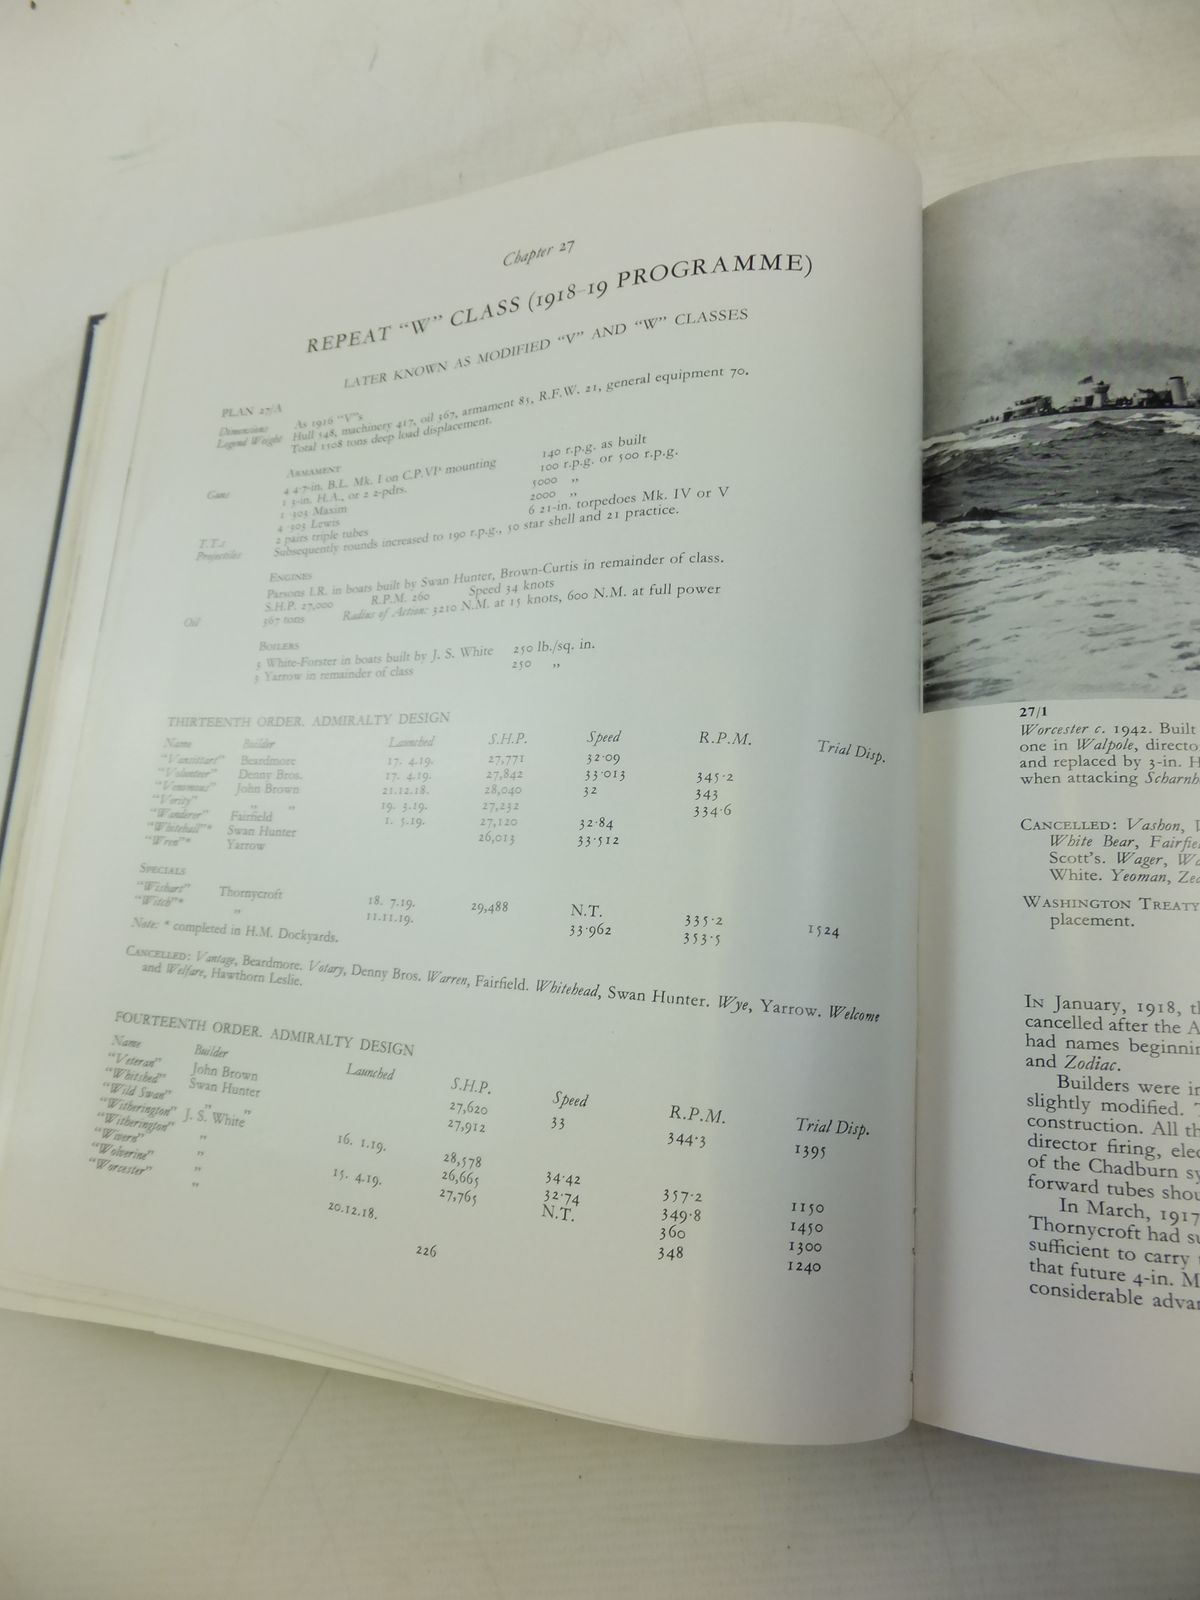 Chapter 27
REPEAT “W” CLASS (1918–19 PROGRAMME)
LATER KNOWN AS MODIFIED “V” AND “W” CLASSES
PLAN 27/A
Dimensions As 1916 “V”s
Legend Weight Hull 548, machinery 417, oil 367, armament 85, R.F.W. 21, general equipment 70.
Total 1508 tons deep load displacement.
ARMAMENT
Guns 4 4·7-in. B.L. Mk. I on C.P.VI* mounting 140 r.p.g. as built
1 3-in. H.A., or 2 2-pdrs. 100 r.p.g. or 500 r.p.g.
1 ·303 Maxim 5000 ”
4 ·303 Lewis 2000 ”
T.T.s 2 pairs triple tubes 6 21-in. torpedoes Mk. IV or V
Projectiles Subsequently rounds increased to 190 r.p.g., 50 star shell and 21 practice.
ENGINES
Parsons I.R. in boats built by Swan Hunter, Brown-Curtis in remainder of class.
S.H.P. 27,000 R.P.M. 260 Speed 34 knots
Oil 367 tons Radius of Action: 3210 N.M. at 15 knots, 600 N.M. at full power
BOILERS
3 White-Forster in boats built by J. S. White 250 lb./sq. in.
3 Yarrow in remainder of class 250 ”
THIRTEENTH ORDER. ADMIRALTY DESIGN
Name Builder Launched S.H.P. Speed R.P.M. Trial Disp.
“Vansittart” Beardmore 17. 4.19. 27,771 32·09
“Volunteer” Denny Bros. 17. 4.19. 27,842 33·013 345·2
“Venomous” John Brown 21.12.18. 28,040 32 343
“Verity” ” ” 19. 3.19. 27,232 334·6
“Wanderer” Fairfield 1. 5.19. 27,120 32·84
“Whitehall”* Swan Hunter 26,013 33·512
“Wren”* Yarrow
SPECIALS
“Wishart” Thornycroft 18. 7.19. 29,488 N.T. 335·2
“Witch”* ” 11.11.19. 33·962 353·5 1524
Note: * completed in H.M. Dockyards.
CANCELLED: Vantage, Beardmore. Votary, Denny Bros. Warren, Fairfield. Whitehead, Swan Hunter. Wye, Yarrow. Welcome
and Welfare, Hawthorn Leslie.
FOURTEENTH ORDER. ADMIRALTY DESIGN
Name Builder Launched S.H.P. Speed R.P.M. Trial Disp.
“Veteran” John Brown 27,620 33 344·3 1395
“Whitshed” Swan Hunter 27,912
“Wild Swan” ” ”
“Witherington” J. S. White 16. 1.19. 28,578 34·42 357·2 1150
“Witherington” ” 26,665 32·74 349·8 1450
“Wivern” ” 15. 4.19. 27,765 N.T. 360 1300
“Wolverine” ” 348 1240
“Worcester” ” 20.12.18.
226
27/1
Worcester c. 1942. Built
one in Walpole, directo
and replaced by 3-in. H
when attacking Scharnh
CANCELLED: Vashon,
White Bear, Fairfie
Scott’s. Wager, Wa
White. Yeoman, Zea
WASHINGTON TREATY
placement.
IN January, 1918, th
cancelled after the A
had names beginnin
and Zodiac.
Builders were in
slightly modified. T
construction. All th
director firing, elec
of the Chadburn sy
forward tubes shou
In March, 1917
Thornycroft had su
sufficient to carry
that future 4-in. M
considerable advan